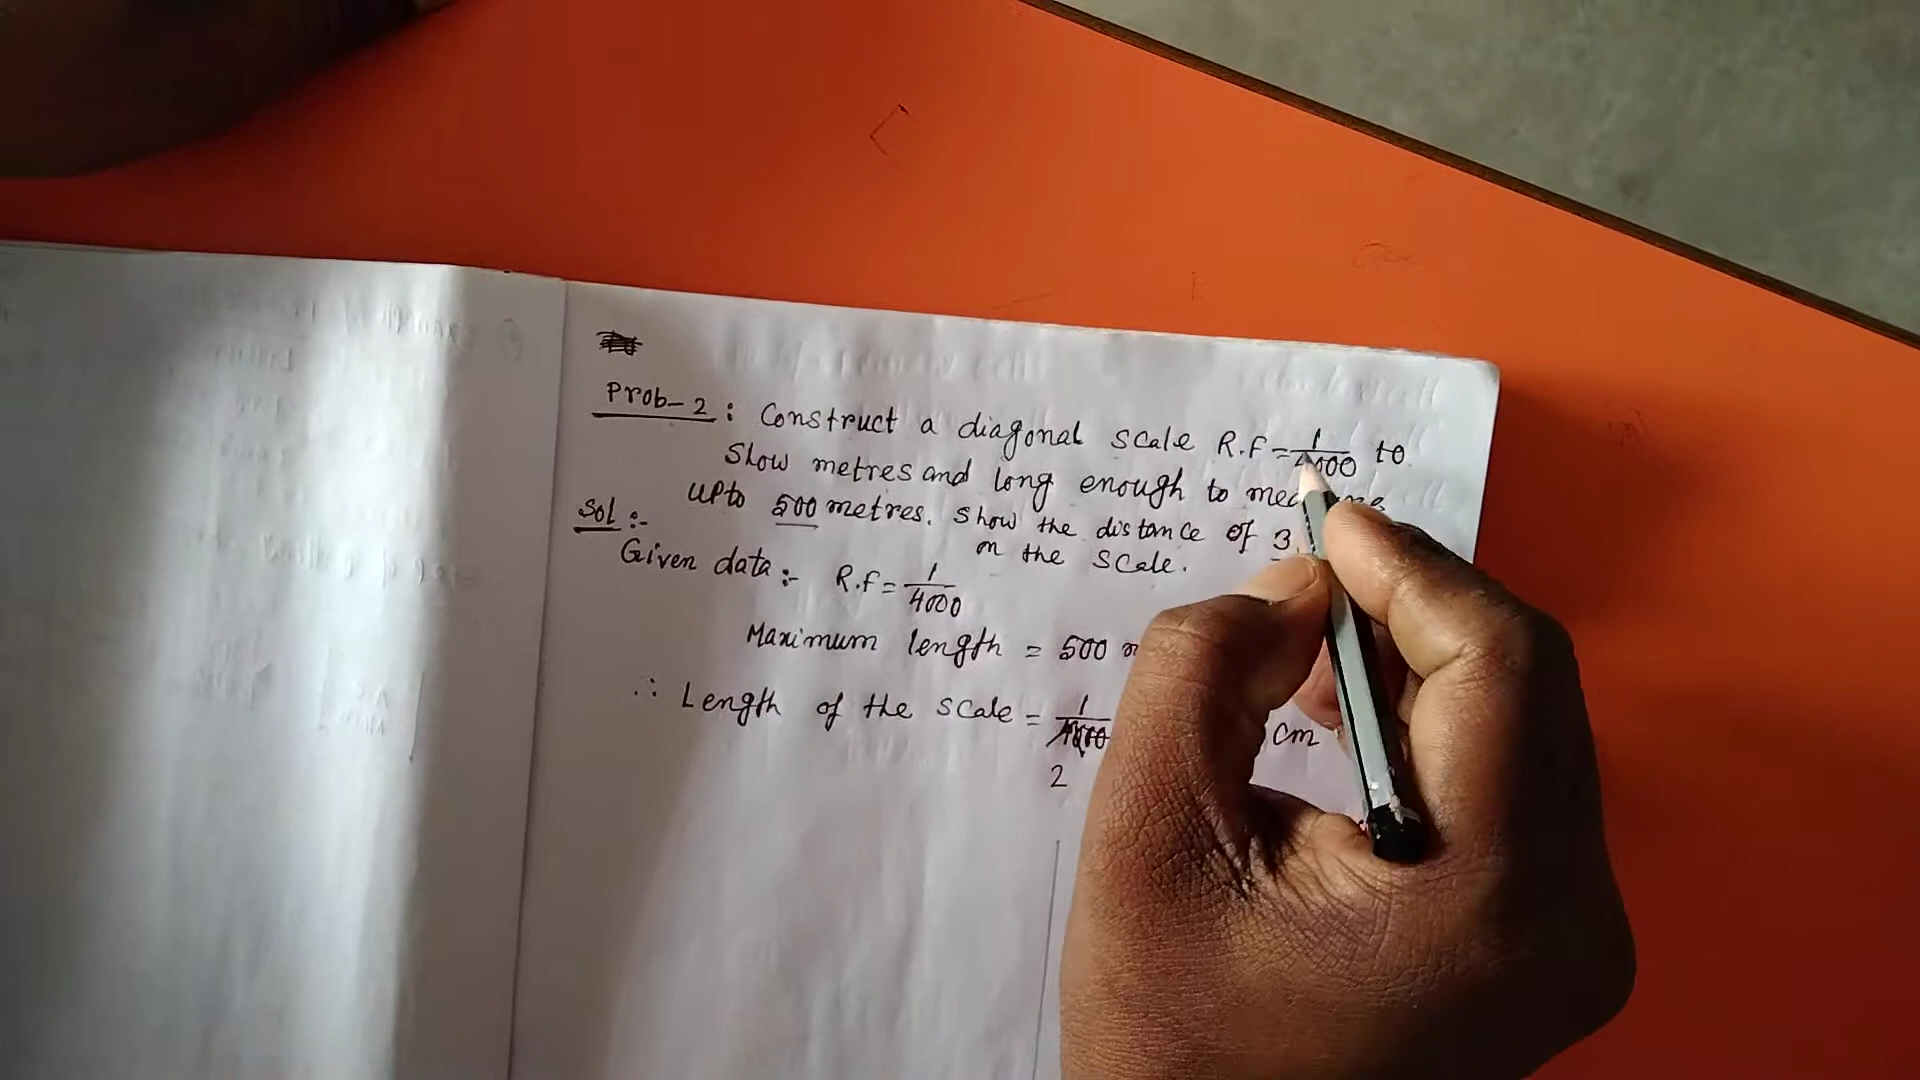 Prob-2: Construct a diagonal scale R.F = 1/4000 to
Show metres and long enough to
upto 500 metres. Show the distance of 3
on the scale.
Sol:-
Given data:- R.F = 1/4000
Maximum length = 500
∴ Length of the scale = 1/4000 cm
2